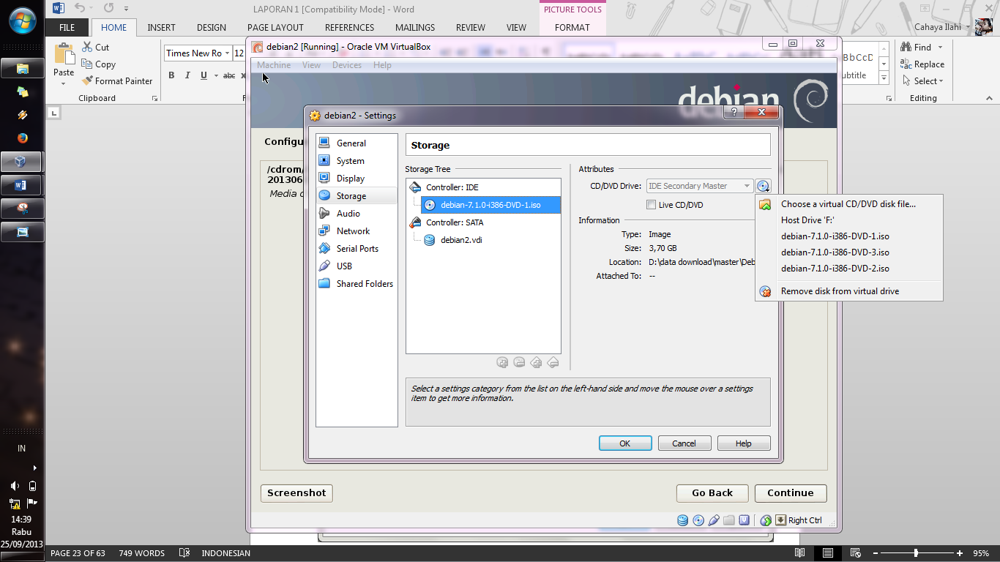 LAPORAN 1 [Compatibility Mode] - Word
PICTURE TOOLS
FILE
HOME
INSERT
DESIGN
PAGE LAYOUT
REFERENCES
MAILINGS
REVIEW
VIEW
FORMAT
Cahaya Ilahi
Paste
Cut
Copy
Format Painter
Clipboard
Times New Ro
12
B I U abc
BbCcD
ubtitle
Find
Replace
Select
Editing
debian2 [Running] - Oracle VM VirtualBox
Machine View Devices Help
debian
Configu
/cdrom/
201306
Media c
debian2 - Settings
General
System
Display
Storage
Audio
Network
Serial Ports
USB
Shared Folders
Storage
Storage Tree
Controller: IDE
debian-7.1.0-i386-DVD-1.iso
Controller: SATA
debian2.vdi
Attributes
CD/DVD Drive: IDE Secondary Master
Live CD/DVD
Information
Type: Image
Size: 3,70 GB
Location: D:\data download\master\Deb
Attached To: --
Choose a virtual CD/DVD disk file...
Host Drive 'F:'
debian-7.1.0-i386-DVD-1.iso
debian-7.1.0-i386-DVD-3.iso
debian-7.1.0-i386-DVD-2.iso
Remove disk from virtual drive
Select a settings category from the list on the left-hand side and move the mouse over a settings
item to get more information.
OK
Cancel
Help
Screenshot
Go Back
Continue
Right Ctrl
IN
14:39
Rabu
25/09/2013
PAGE 23 OF 63
749 WORDS
INDONESIAN
95%